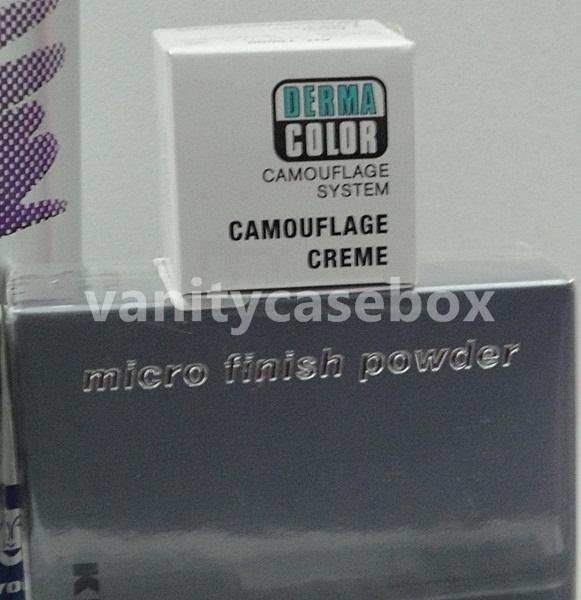 DERMA
COLOR
CAMOUFLAGE
SYSTEM
CAMOUFLAGE
CREME
vanitycasebox
micro finish powder